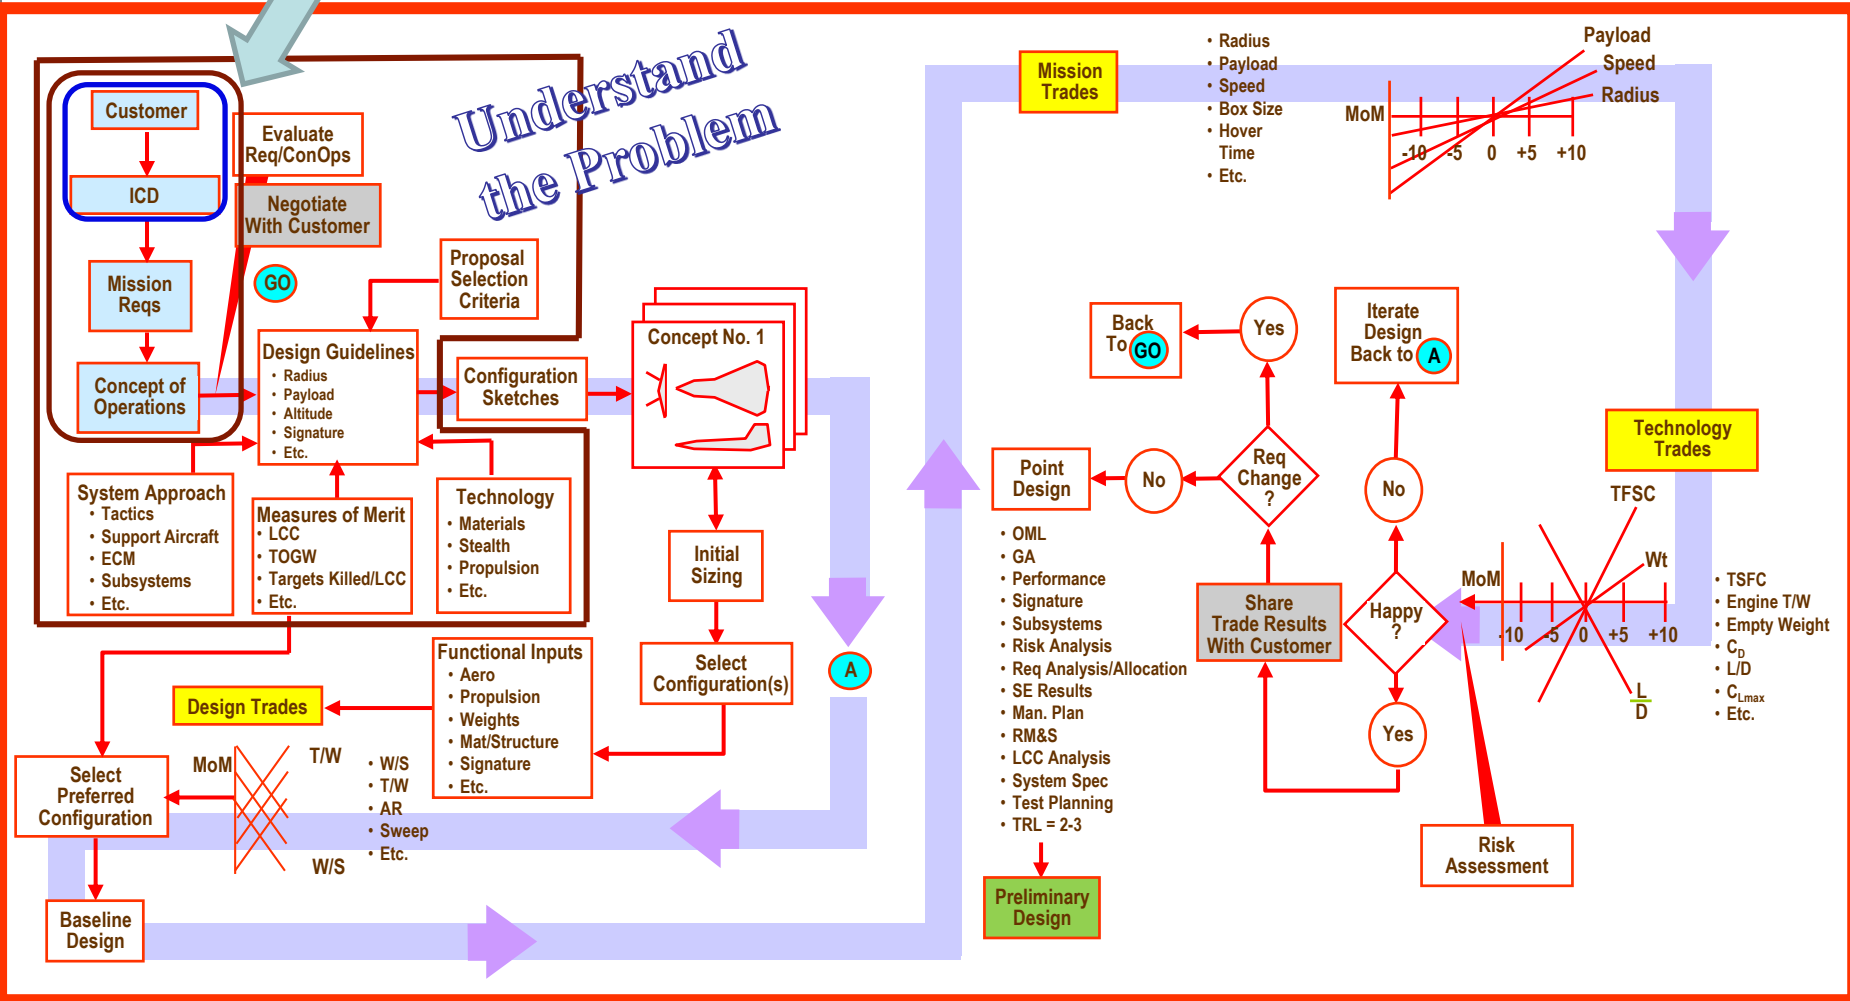 Understand
the Problem
Customer
ICD
Evaluate
Req/ConOps
Negotiate
With Customer
Mission
Reqs
GO
Concept of
Operations
Proposal
Selection
Criteria
Design Guidelines
• Radius
• Payload
• Altitude
• Signature
• Etc.
Configuration
Sketches
Concept No. 1
System Approach
• Tactics
• Support Aircraft
• ECM
• Subsystems
• Etc.
Measures of Merit
• LCC
• TOGW
• Targets Killed/LCC
• Etc.
Technology
• Materials
• Stealth
• Propulsion
• Etc.
Initial
Sizing
Select
Configuration(s)
A
Functional Inputs
• Aero
• Propulsion
• Weights
• Mat/Structure
• Signature
• Etc.
Design Trades
MoM
T/W
W/S
• W/S
• T/W
• AR
• Sweep
• Etc.
Select
Preferred
Configuration
Baseline
Design
Mission
Trades
• Radius
• Payload
• Speed
• Box Size
• Hover
Time
• Etc.
Payload
Speed
Radius
MoM
-10 -5 0 +5 +10
Technology
Trades
TFSC
Wt
MoM
-10 -5 0 +5 +10
L
D
• TSFC
• Engine T/W
• Empty Weight
• CD
• L/D
• CLmax
• Etc.
Risk
Assessment
Happy
?
No
Iterate
Design
Back to A
Yes
Share
Trade Results
With Customer
Req
Change
?
Yes
Back
To GO
No
Point
Design
• OML
• GA
• Performance
• Signature
• Subsystems
• Risk Analysis
• Req Analysis/Allocation
• SE Results
• Man. Plan
• RM&S
• LCC Analysis
• System Spec
• Test Planning
• TRL = 2-3
Preliminary
Design